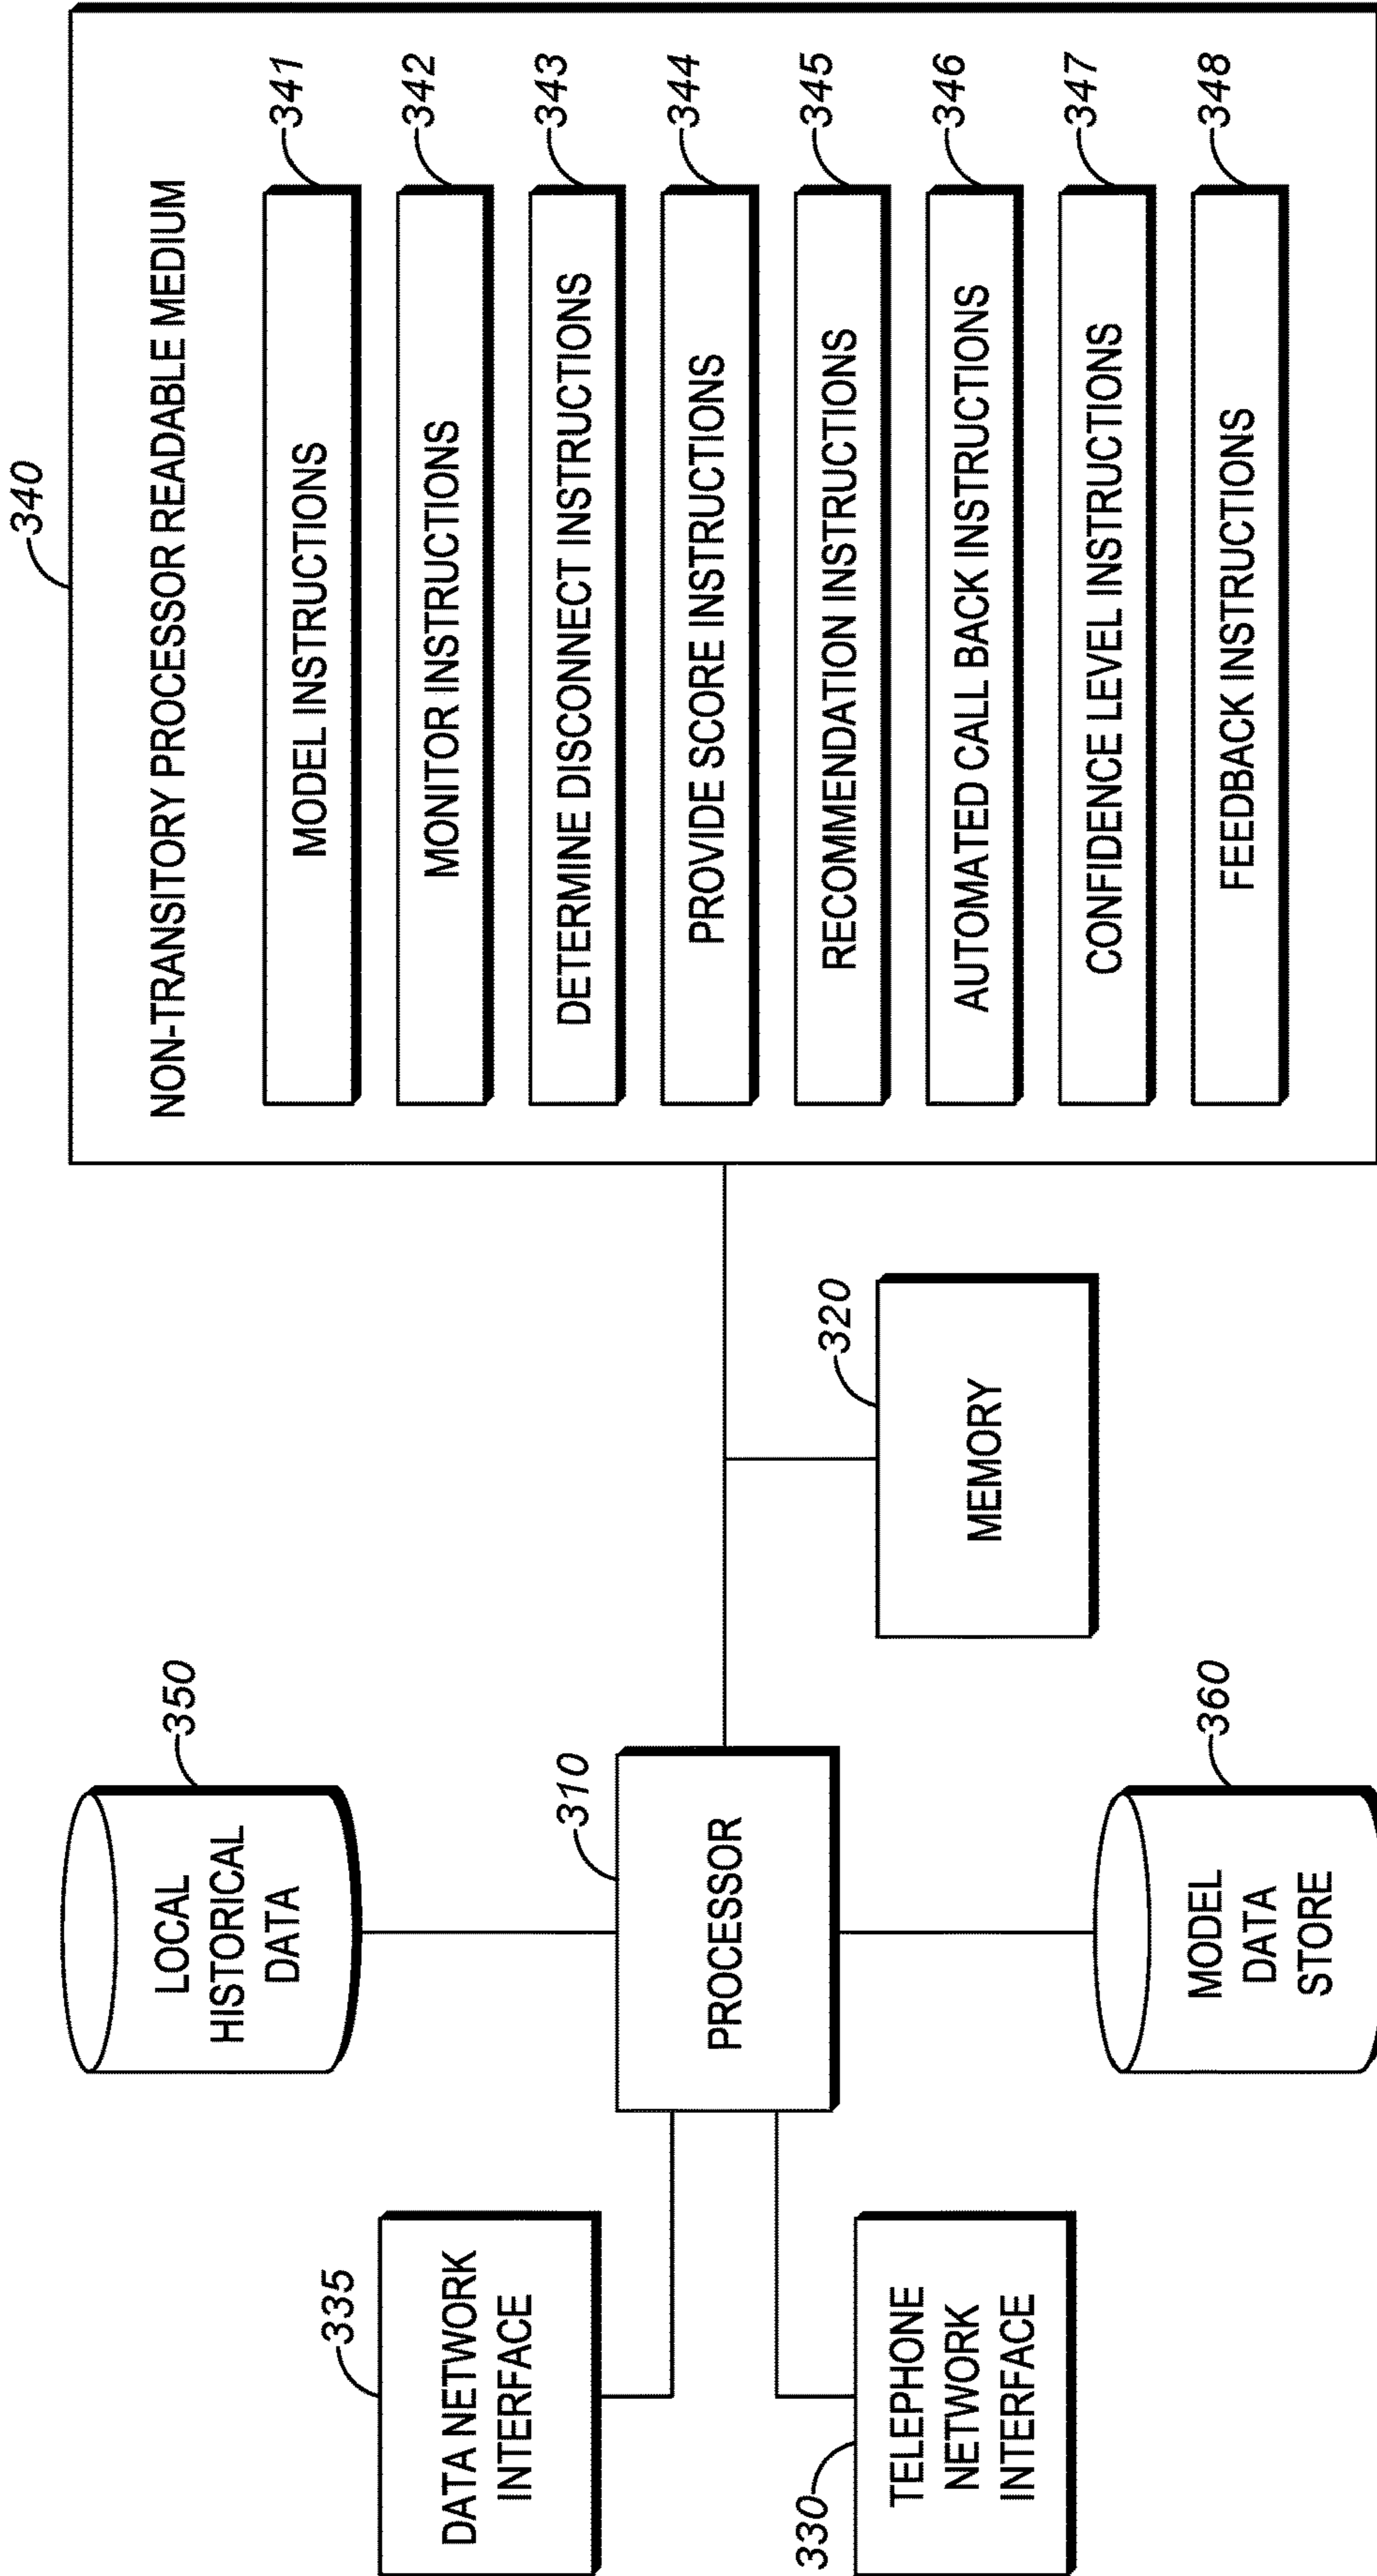 340
NON-TRANSITORY PROCESSOR READABLE MEDIUM
MODEL INSTRUCTIONS
341
MONITOR INSTRUCTIONS
342
DETERMINE DISCONNECT INSTRUCTIONS
343
PROVIDE SCORE INSTRUCTIONS
344
RECOMMENDATION INSTRUCTIONS
345
AUTOMATED CALL BACK INSTRUCTIONS
346
CONFIDENCE LEVEL INSTRUCTIONS
347
FEEDBACK INSTRUCTIONS
348
350
LOCAL
HISTORICAL
DATA
310
PROCESSOR
320
MEMORY
335
DATA NETWORK
INTERFACE
330
TELEPHONE
NETWORK
INTERFACE
360
MODEL
DATA
STORE